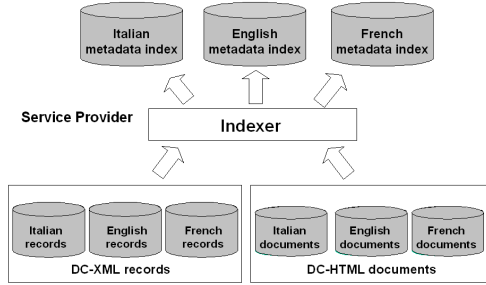 Italian
metadata index
English
metadata index
French
metadata index
Service Provider
Indexer
Italian
records
English
records
French
records
DC-XML records
Italian
documents
English
documents
French
documents
DC-HTML documents